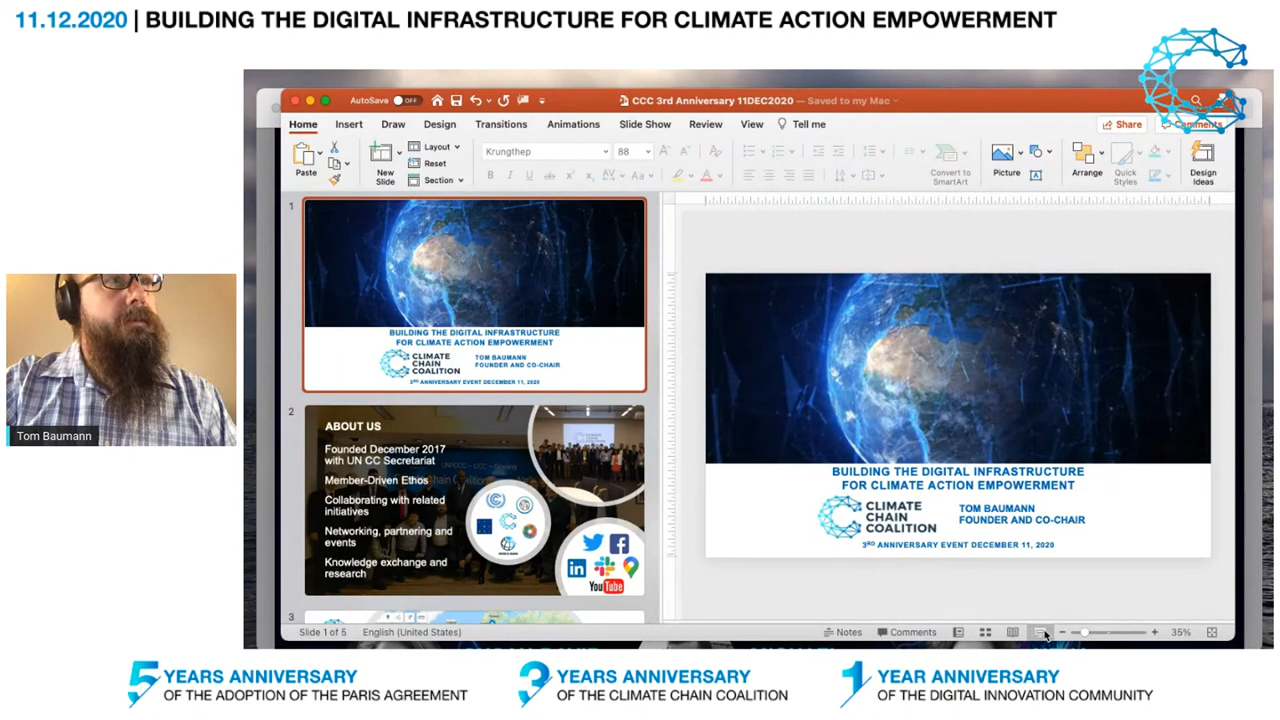 11.12.2020 | BUILDING THE DIGITAL INFRASTRUCTURE FOR CLIMATE ACTION EMPOWERMENT
AutoSave OFF
CCC 3rd Anniversary 11DEC2020 — Saved to my Mac
Home Insert Draw Design Transitions Animations Slide Show Review View Tell me
Share Comments
Paste
New
Slide
Layout
Reset
Section
Krungthep 88
B I U ab x x AV Aa A
Convert to
SmartArt
Picture
Arrange
Quick
Styles
Design
Ideas
1
BUILDING THE DIGITAL INFRASTRUCTURE
FOR CLIMATE ACTION EMPOWERMENT
CLIMATE
CHAIN
COALITION
TOM BAUMANN
FOUNDER AND CO-CHAIR
3RD ANNIVERSARY EVENT DECEMBER 11, 2020
2
ABOUT US
Founded December 2017
with UN CC Secretariat
Member-Driven Ethos
Collaborating with related
initiatives
Networking, partnering and
events
Knowledge exchange and
research
YouTube
3
BUILDING THE DIGITAL INFRASTRUCTURE
FOR CLIMATE ACTION EMPOWERMENT
CLIMATE
CHAIN
COALITION
TOM BAUMANN
FOUNDER AND CO-CHAIR
3RD ANNIVERSARY EVENT DECEMBER 11, 2020
Tom Baumann
Slide 1 of 5 English (United States) Notes Comments 35%
5 YEARS ANNIVERSARY
OF THE ADOPTION OF THE PARIS AGREEMENT
3 YEARS ANNIVERSARY
OF THE CLIMATE CHAIN COALITION
1 YEAR ANNIVERSARY
OF THE DIGITAL INNOVATION COMMUNITY